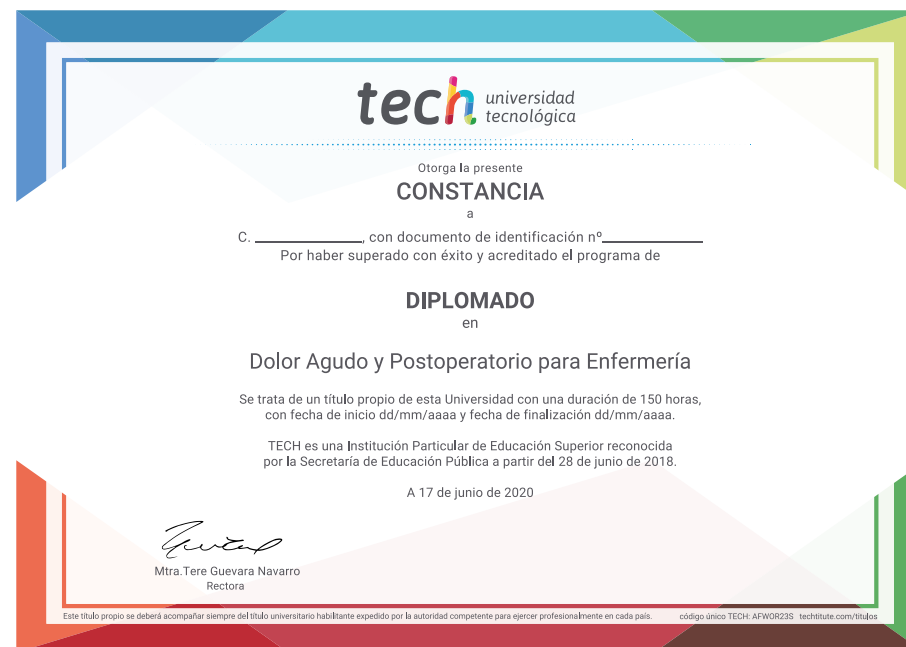 tech universidad
tecnológica
Otorga la presente
CONSTANCIA
a
C. ____________, con documento de identificación nº____________
Por haber superado con éxito y acreditado el programa de
DIPLOMADO
en
Dolor Agudo y Postoperatorio para Enfermería
Se trata de un título propio de esta Universidad con una duración de 150 horas,
con fecha de inicio dd/mm/aaaa y fecha de finalización dd/mm/aaaa.
TECH es una Institución Particular de Educación Superior reconocida
por la Secretaría de Educación Pública a partir del 28 de junio de 2018.
A 17 de junio de 2020
Mtra.Tere Guevara Navarro
Rectora
Este título propio se deberá acompañar siempre del título universitario habilitante expedido por la autoridad competente para ejercer profesionalmente en cada país. código único TECH: AFWOR23S techtitute.com/titulos